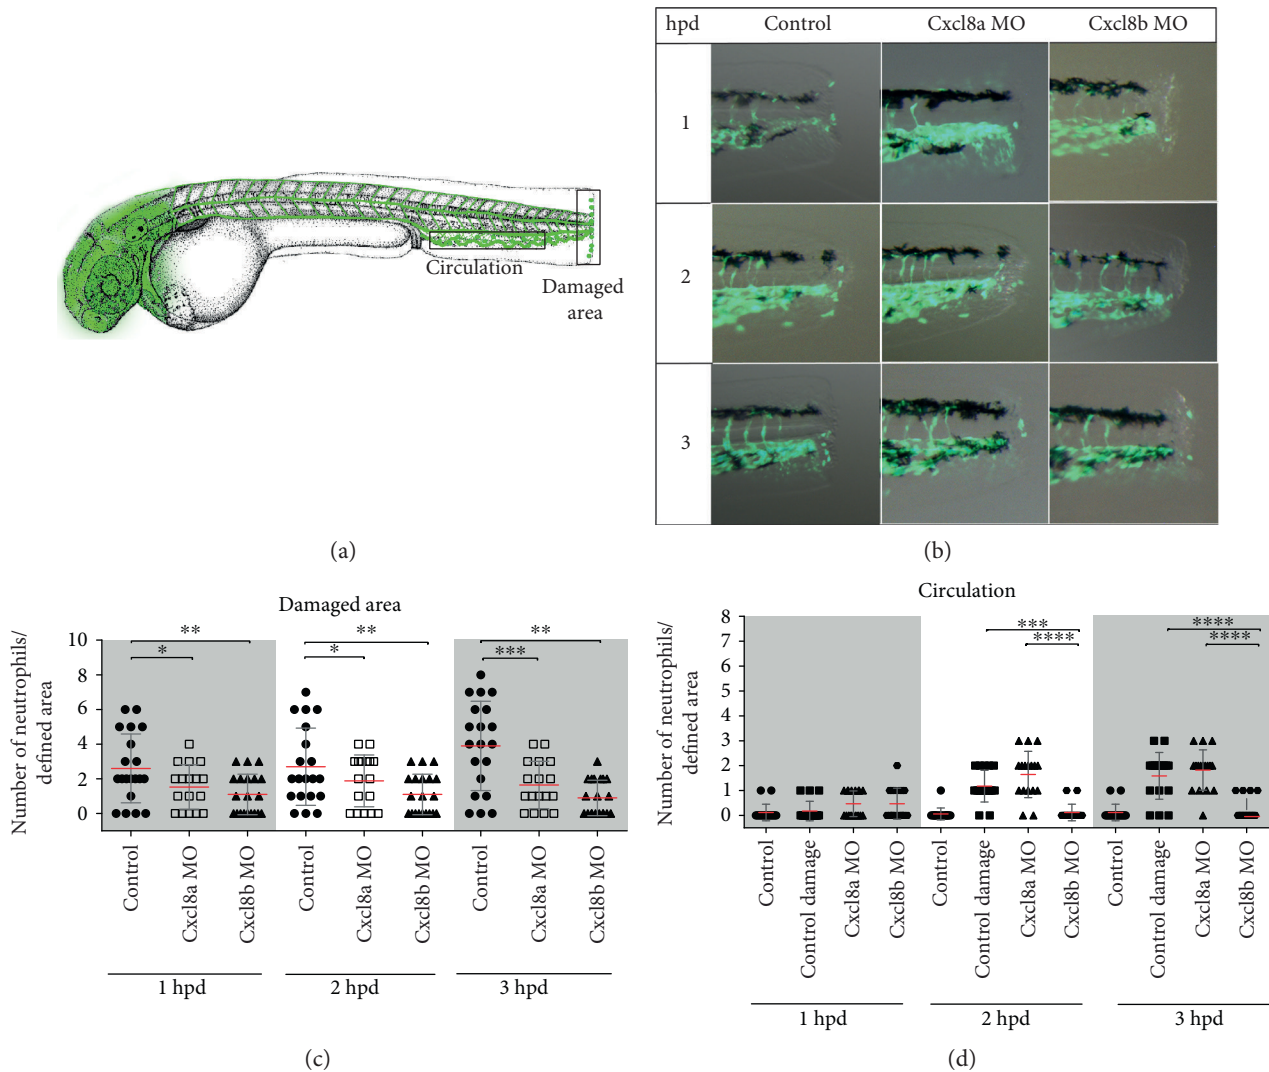 Circulation
Damaged
area
(a)
hpd Control Cxcl8a MO Cxcl8b MO
1
2
3
(b)
Damaged area
Number of neutrophils/
defined area
10
8
6
4
2
0
** * ** * ** ***
Control Cxcl8a MO Cxcl8b MO Control Cxcl8a MO Cxcl8b MO Control Cxcl8a MO Cxcl8b MO
1 hpd 2 hpd 3 hpd
(c)
Circulation
Number of neutrophils/
defined area
8
7
6
5
4
3
2
1
0
*** **** **** ****
Control Control damage Cxcl8a MO Cxcl8b MO Control Control damage Cxcl8a MO Cxcl8b MO Control Control damage Cxcl8a MO Cxcl8b MO
1 hpd 2 hpd 3 hpd
(d)